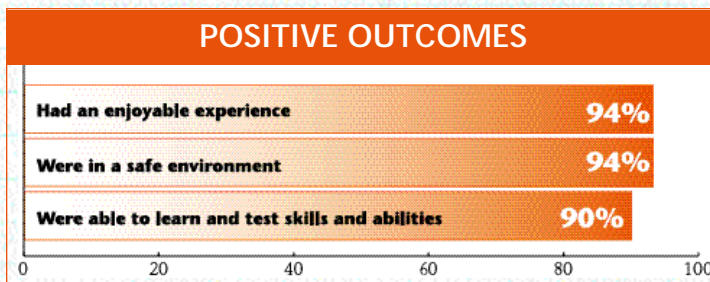 POSITIVE OUTCOMES
Had an enjoyable experience 94%
Were in a safe environment 94%
Were able to learn and test skills and abilities 90%
0 20 40 60 80 100